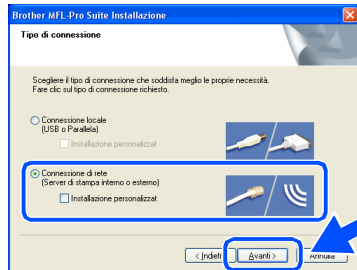 Brother MFL-Pro Suite Installazione
Tipo di connessione
Scegliere il tipo di connessione che soddisfa meglio le proprie necessità.
Fare clic sul tipo di connessione richiesto.
Connessione locale
(USB o Parallela)
Installazione personalizzat
Connessione di rete
(Server di stampa interno o esterno)
Installazione personalizzat
< Indietr
Avanti >
Annulla